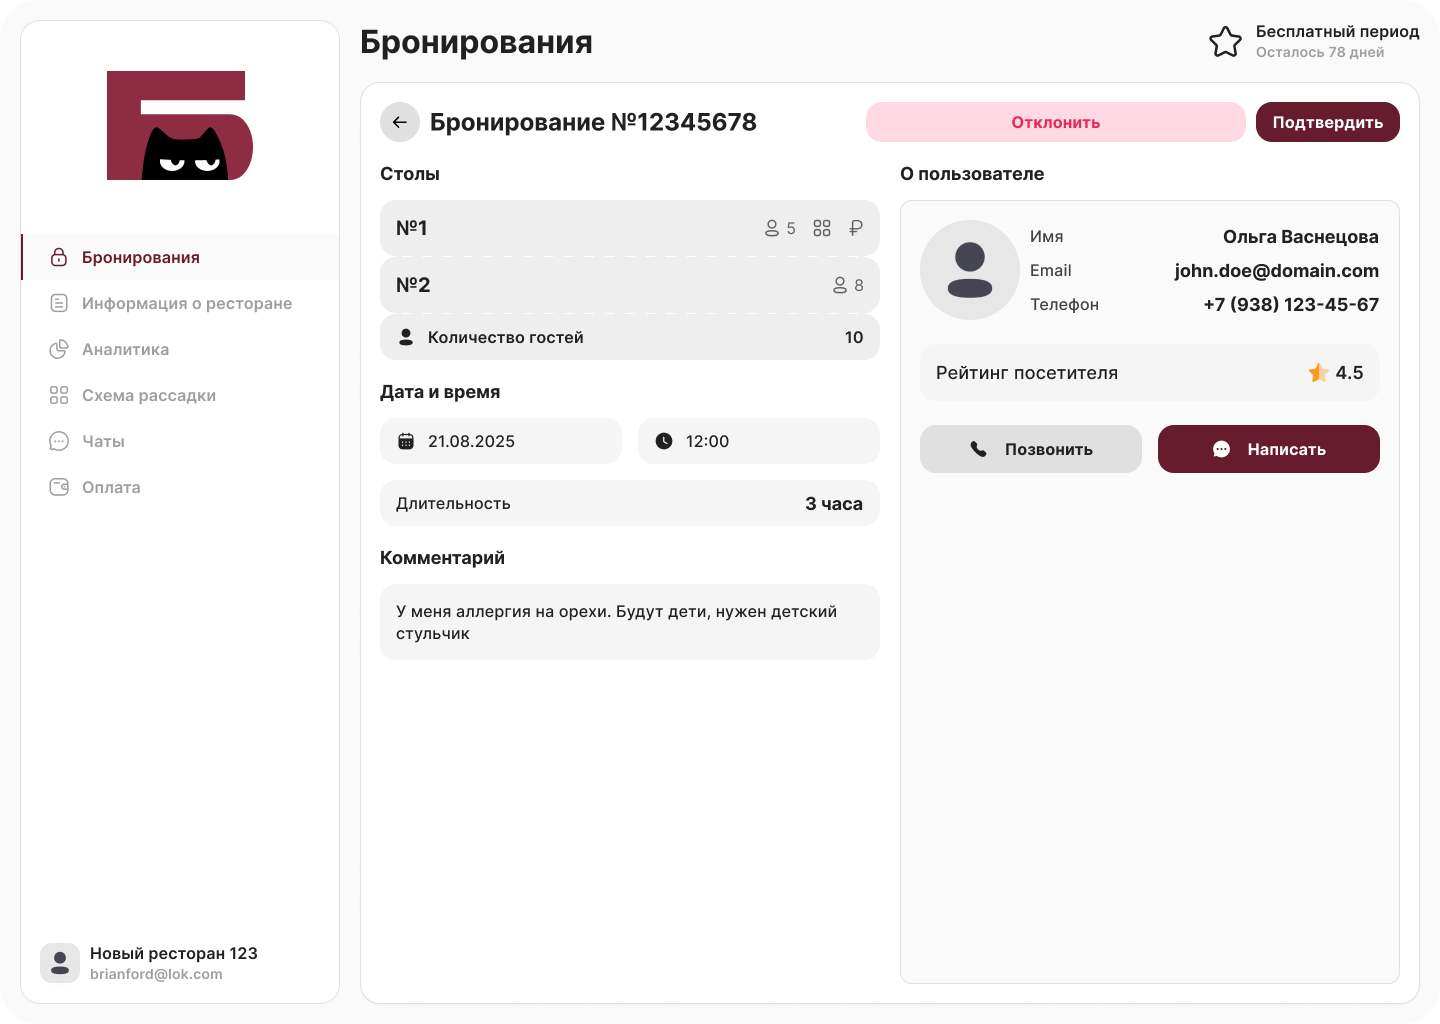 Бронирования
Информация о ресторане
Аналитика
Схема рассадки
Чаты
Оплата
Новый ресторан 123
brianford@lok.com
Бронирования
Бесплатный период
Осталось 78 дней
Бронирование №12345678
Отклонить
Подтвердить
Столы
№1
5
₽
№2
8
Количество гостей
10
Дата и время
21.08.2025
12:00
Длительность
3 часа
Комментарий
У меня аллергия на орехи. Будут дети, нужен детский
стульчик
О пользователе
Имя
Ольга Васнецова
Email
john.doe@domain.com
Телефон
+7 (938) 123-45-67
Рейтинг посетителя
4.5
Позвонить
Написать